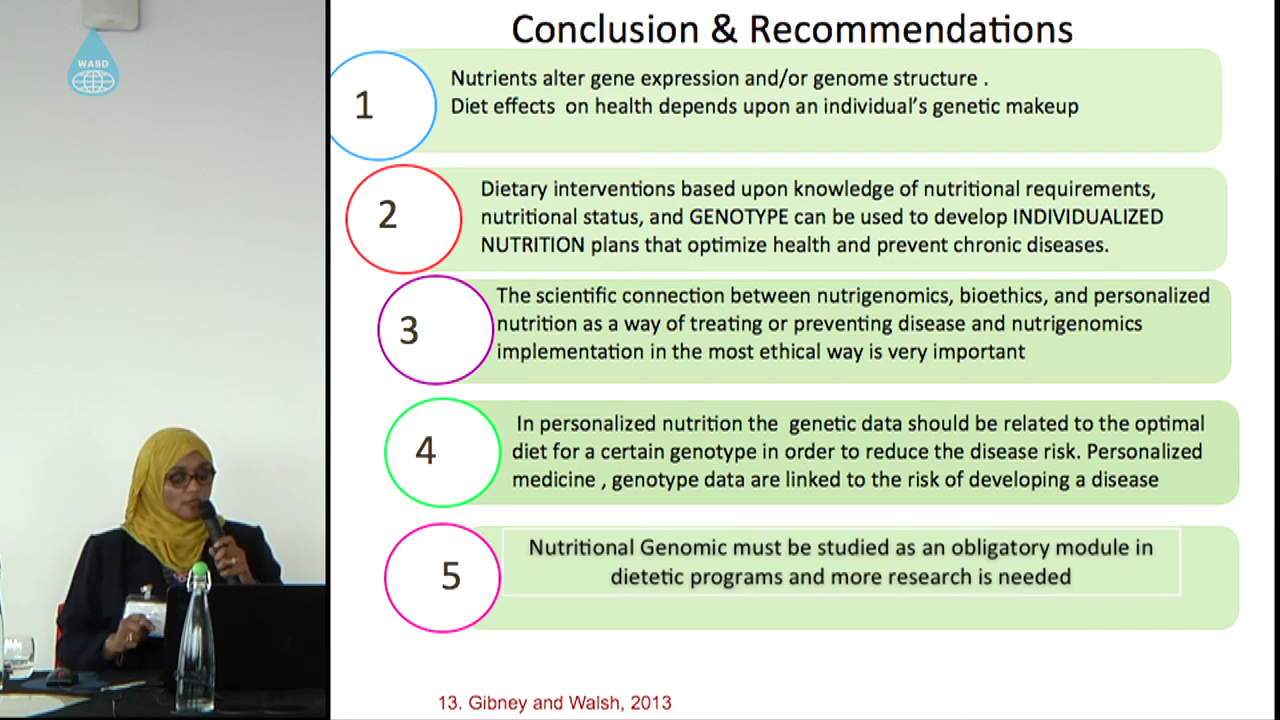 WASD
Conclusion & Recommendations
1
Nutrients alter gene expression and/or genome structure .
Diet effects  on health depends upon an individual’s genetic makeup
2
Dietary interventions based upon knowledge of nutritional requirements,
nutritional status, and GENOTYPE can be used to develop INDIVIDUALIZED
NUTRITION plans that optimize health and prevent chronic diseases.
3
The scientific connection between nutrigenomics, bioethics, and personalized
nutrition as a way of treating or preventing disease and nutrigenomics
implementation in the most ethical way is very important
4
In personalized nutrition the  genetic data should be related to the optimal
diet for a certain genotype in order to reduce the disease risk. Personalized
medicine , genotype data are linked to the risk of developing a disease
5
Nutritional Genomic must be studied as an obligatory module in
dietetic programs and more research is needed
13. Gibney and Walsh, 2013